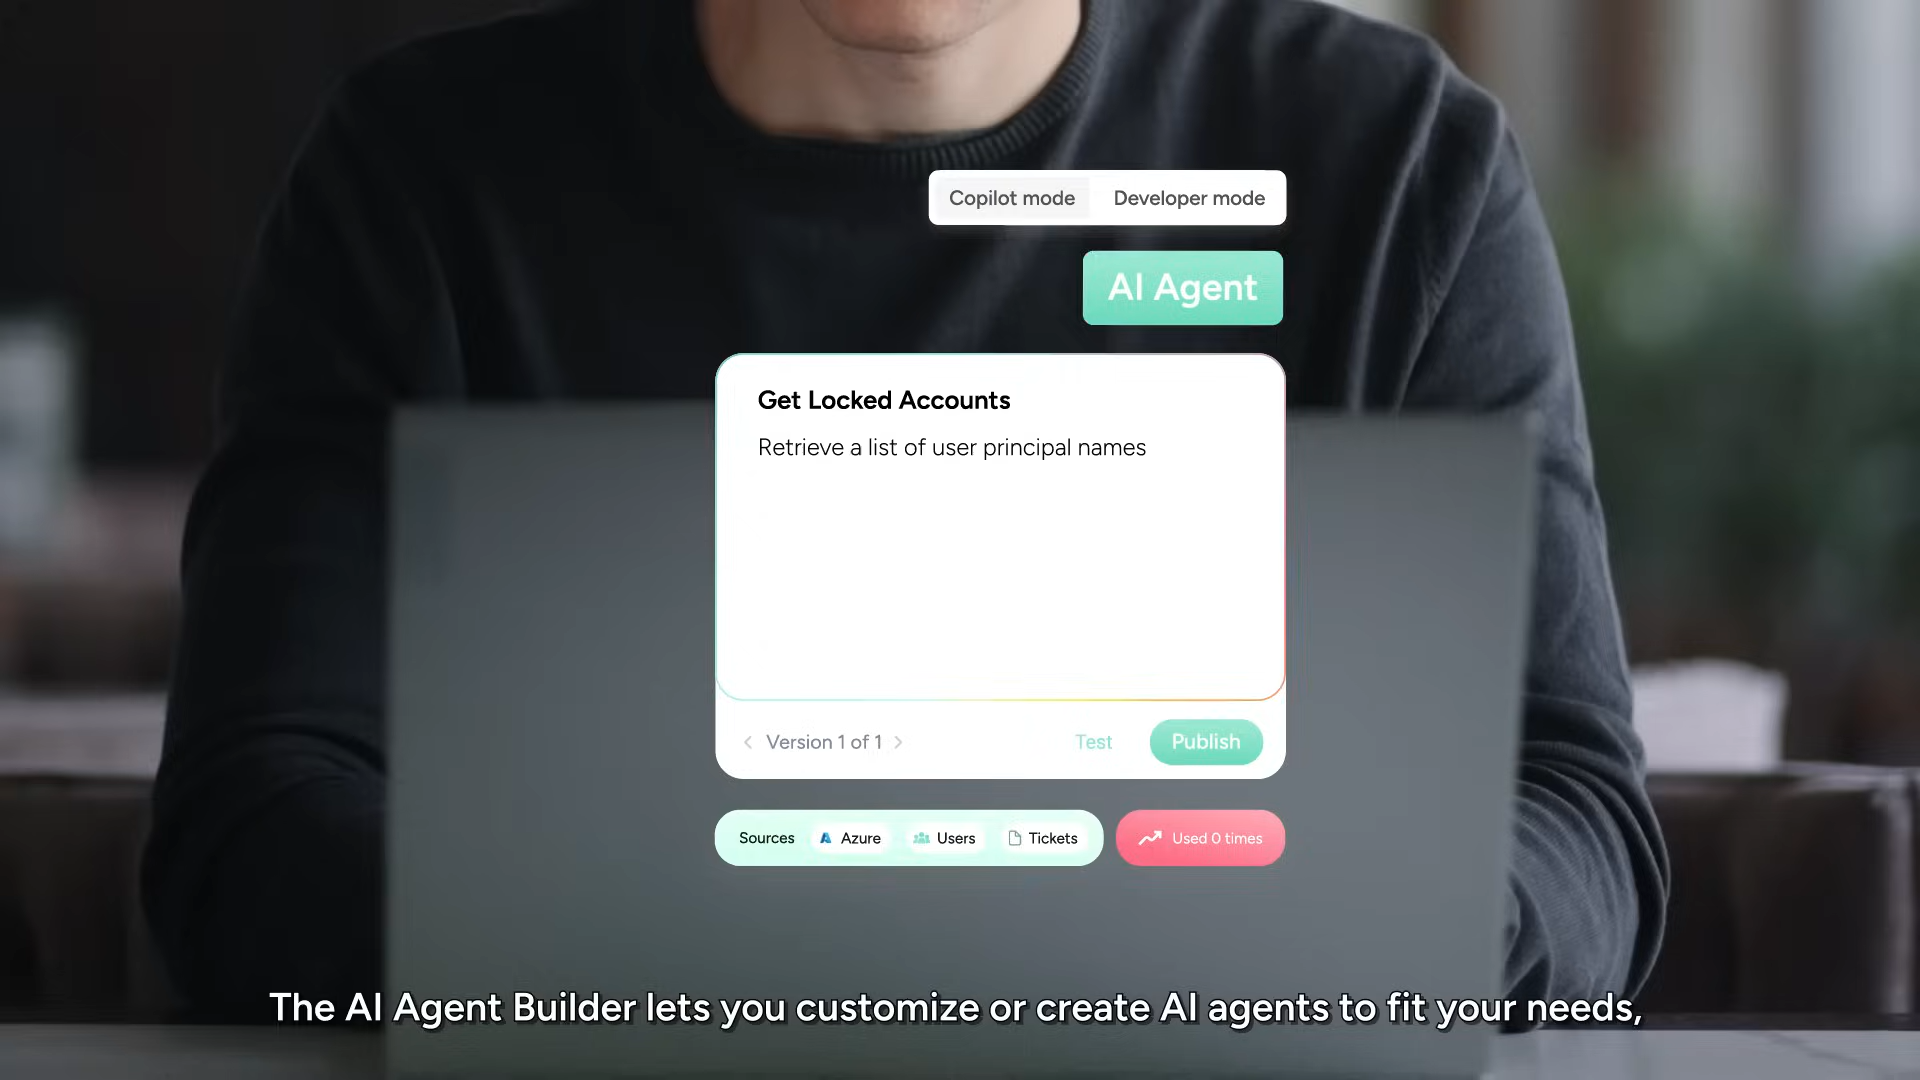 Copilot mode Developer mode
AI Agent
Get Locked Accounts
Retrieve a list of user principal names
Version 1 of 1 Test Publish
Sources Azure Users Tickets Used 0 times
The AI Agent Builder lets you customize or create AI agents to fit your needs,